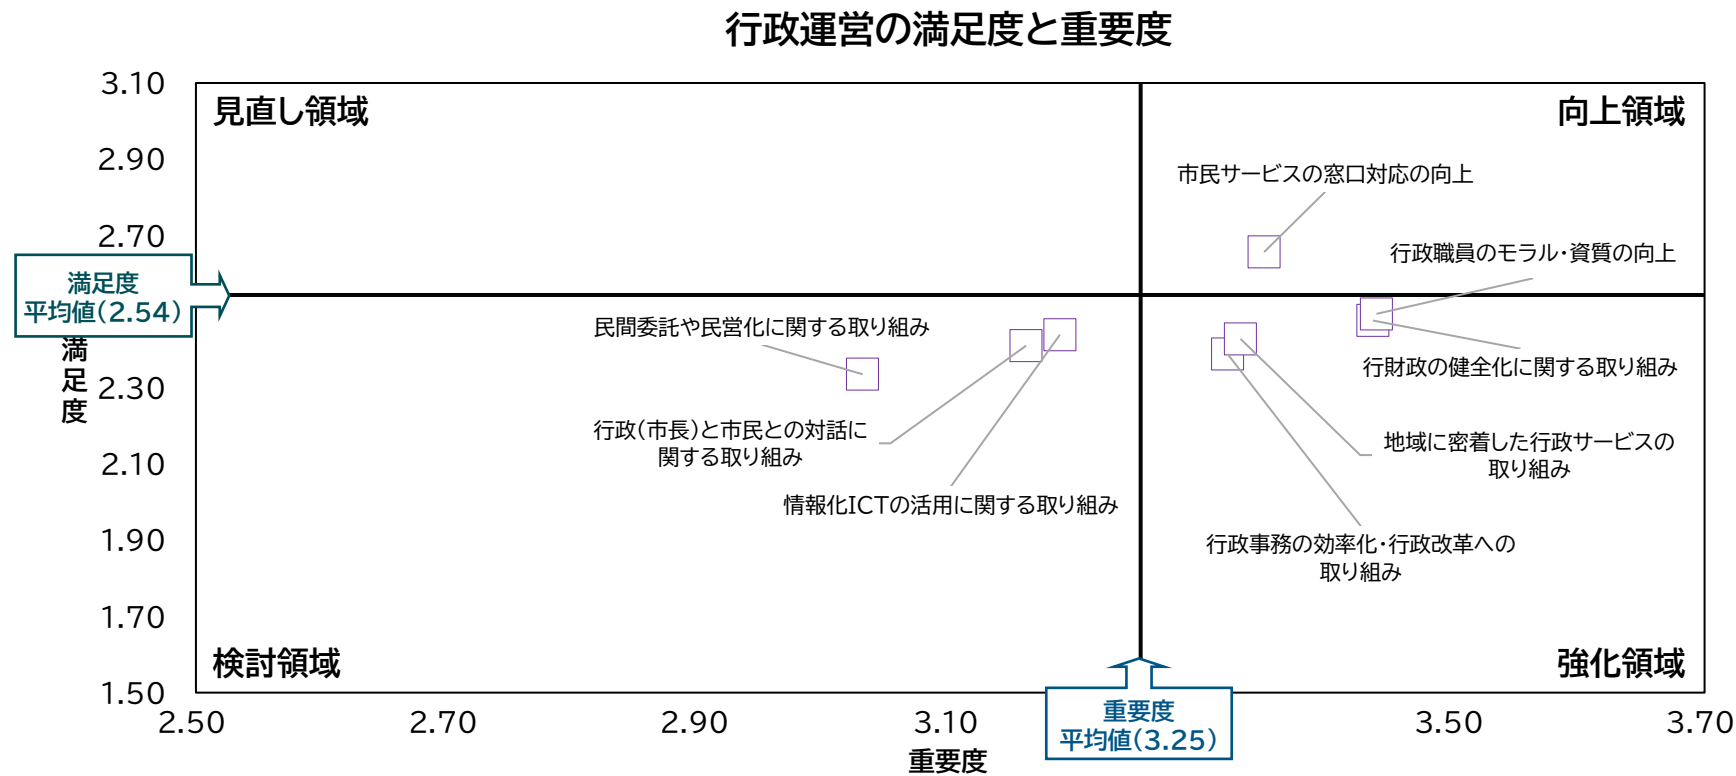 行政運営の満足度と重要度
3.10
2.90
2.70
2.30
2.10
1.90
1.70
1.50
満足度
満足度
平均値(2.54)
見直し領域
向上領域
市民サービスの窓口対応の向上
行政職員のモラル・資質の向上
民間委託や民営化に関する取り組み
行財政の健全化に関する取り組み
行政(市長)と市民との対話に
関する取り組み
地域に密着した行政サービスの
取り組み
情報化ICTの活用に関する取り組み
行政事務の効率化・行政改革への
取り組み
検討領域
強化領域
2.50
2.70
2.90
3.10
3.50
3.70
重要度
平均値(3.25)
重要度